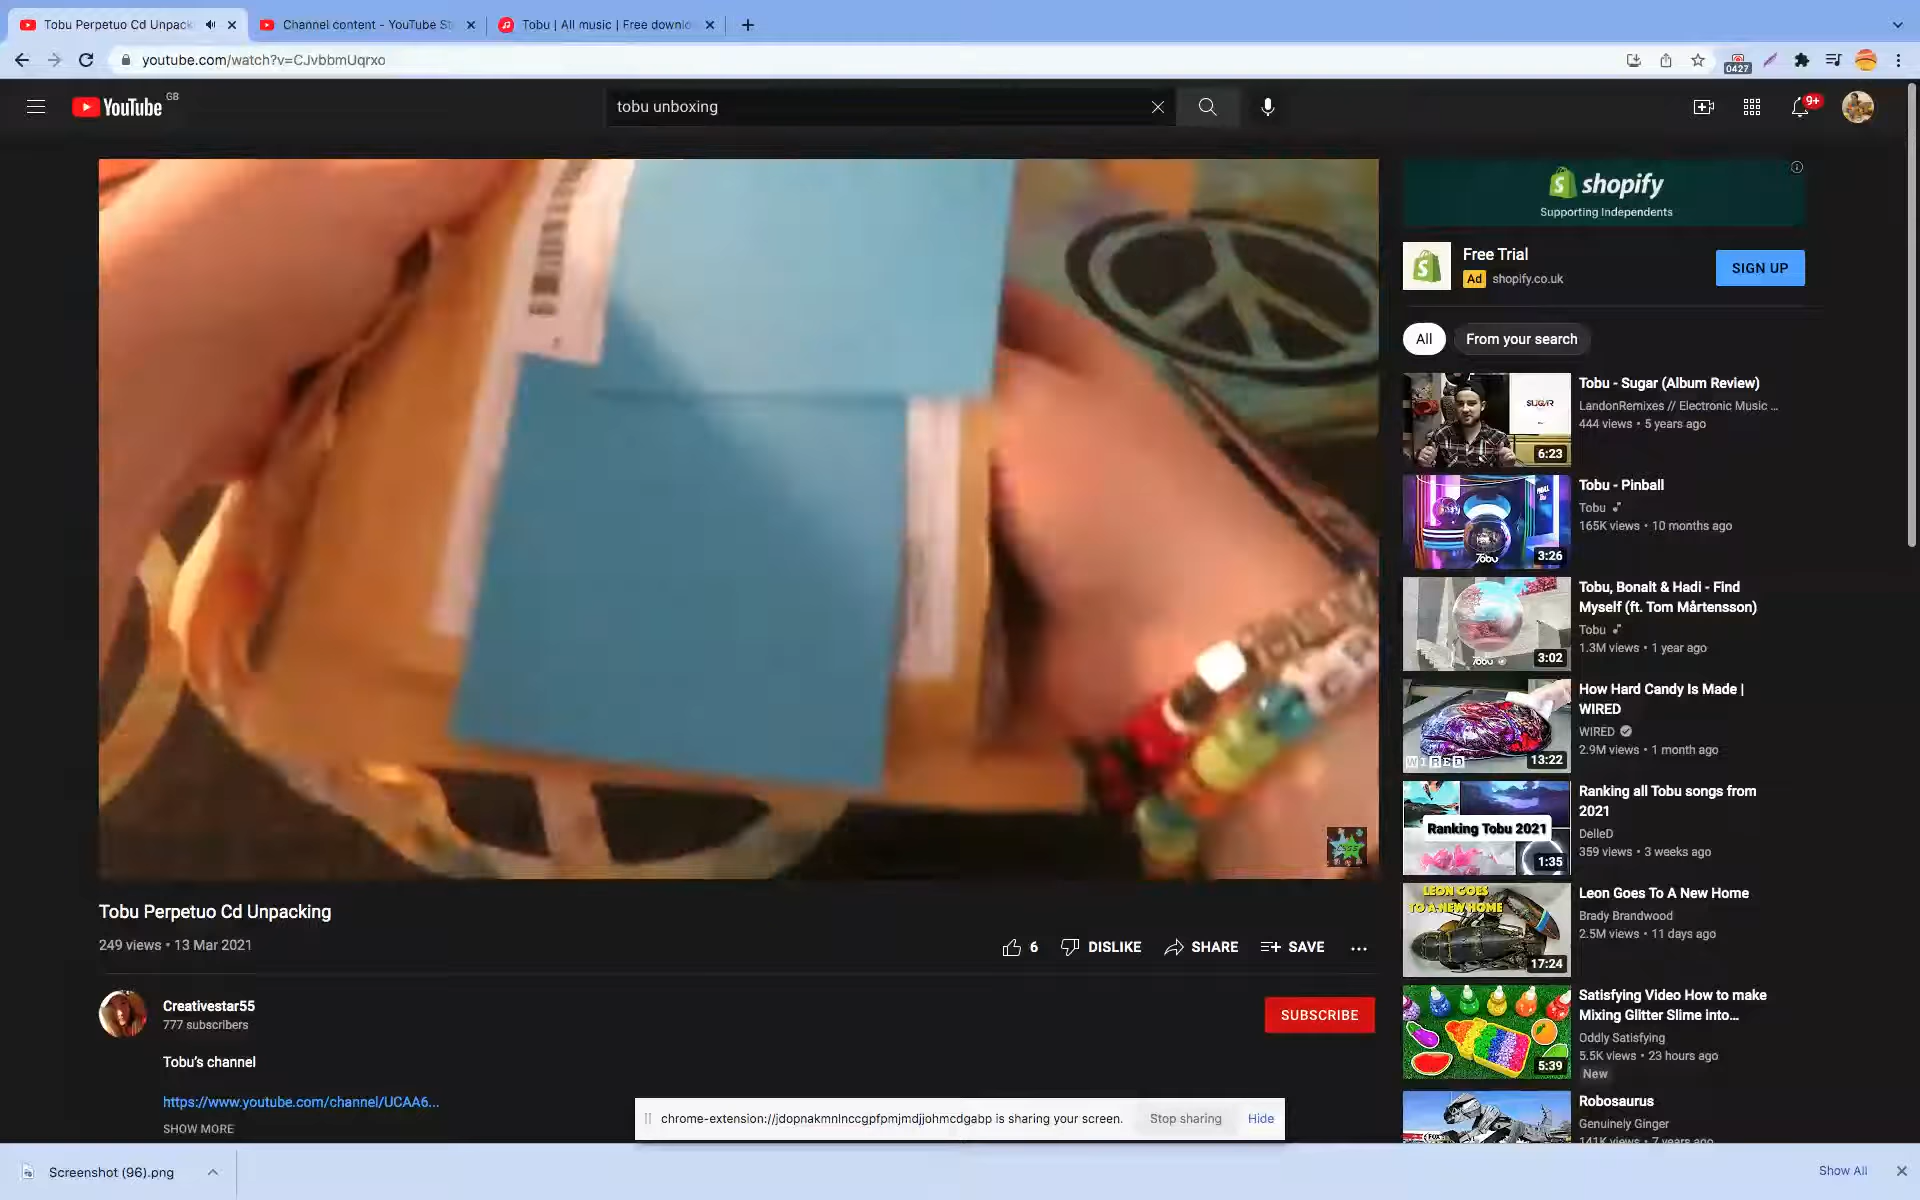 Tobu Perpetuo Cd Unpack
Channel content - YouTube St
Tobu | All music | Free downlo
youtube.com/watch?v=CJvbbmUqrxo
0427
YouTube GB
tobu unboxing
9+
shopify
Supporting Independents
Free Trial
Ad shopify.co.uk
SIGN UP
All
From your search
Tobu - Sugar (Album Review)
LandonRemixes // Electronic Music ...
444 views • 5 years ago
SUGAR
6:23
Tobu - Pinball
Tobu
165K views • 10 months ago
3:26
Tobu, Bonalt & Hadi - Find
Myself (ft. Tom Mårtensson)
Tobu
1.3M views • 1 year ago
3:02
How Hard Candy Is Made |
WIRED
WIRED
2.9M views • 1 month ago
WIRED
13:22
Ranking all Tobu songs from
2021
DelleD
359 views • 3 weeks ago
Ranking Tobu 2021
1:35
Leon Goes To A New Home
Brady Brandwood
2.5M views • 11 days ago
LEON GOES
TO A NEW HOME
17:24
Satisfying Video How to make
Mixing Glitter Slime into...
Oddly Satisfying
5.5K views • 23 hours ago
New
5:39
Robosaurus
Genuinely Ginger
141K views • 7 years ago
FOX
Tobu Perpetuo Cd Unpacking
249 views • 13 Mar 2021
6
DISLIKE
SHARE
SAVE
Creativestar55
777 subscribers
SUBSCRIBE
Tobu's channel
https://www.youtube.com/channel/UCAA6...
SHOW MORE
chrome-extension://jdopnakmnlnccgpfpmjmdjjohmcdgabp is sharing your screen.
Stop sharing
Hide
Screenshot (96).png
Show All